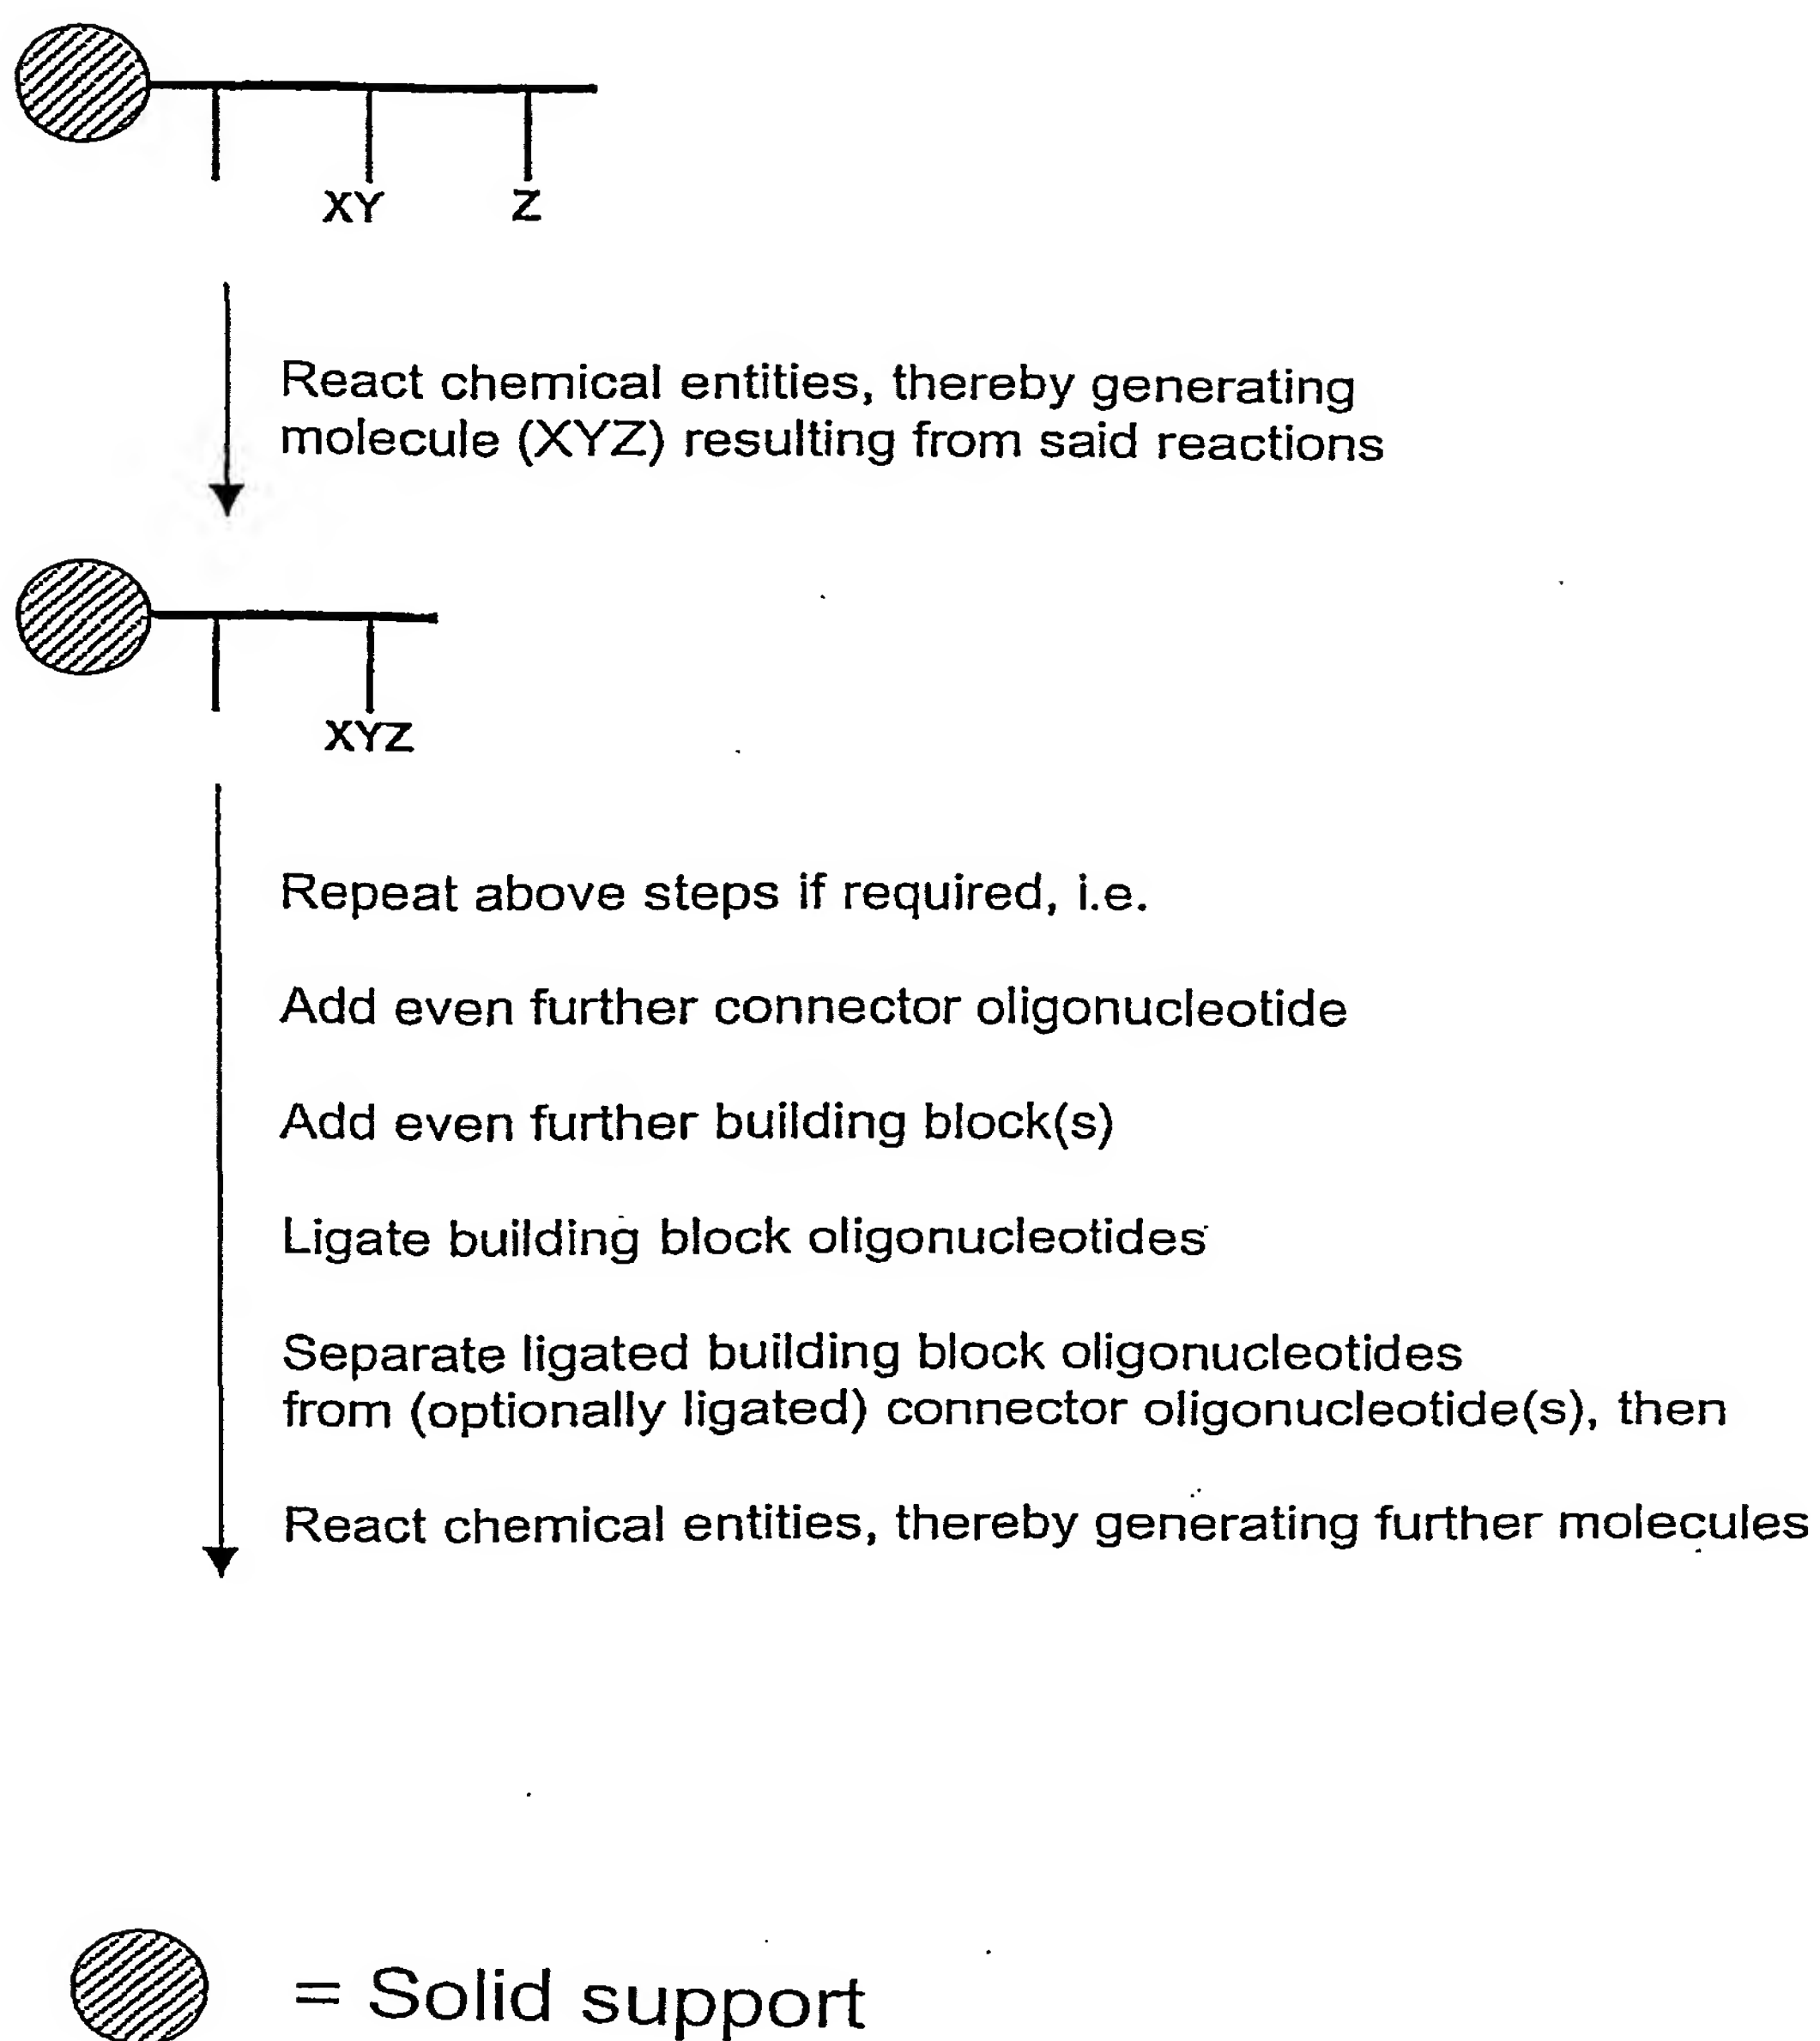 XY Z
React chemical entities, thereby generating
molecule (XYZ) resulting from said reactions
XYZ
Repeat above steps if required, i.e.
Add even further connector oligonucleotide
Add even further building block(s)
Ligate building block oligonucleotides
Separate ligated building block oligonucleotides
from (optionally ligated) connector oligonucleotide(s), then
React chemical entities, thereby generating further molecules
= Solid support